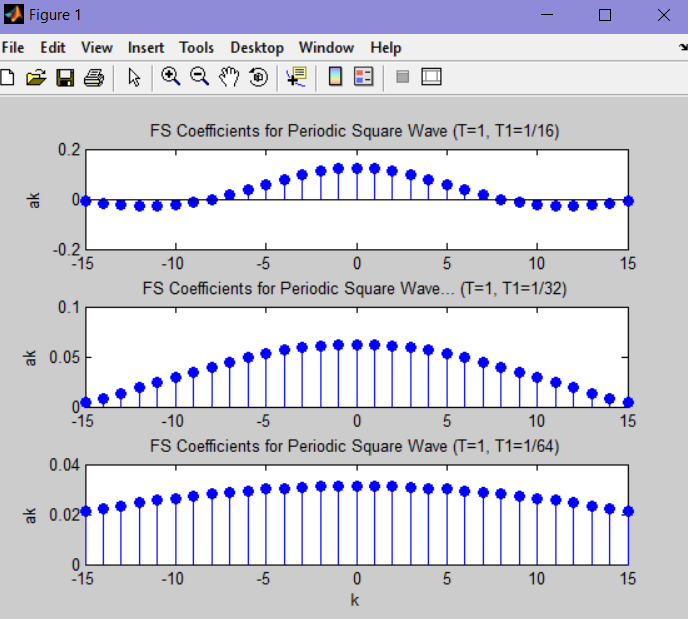 Figure 1
File Edit View Insert Tools Desktop Window Help
FS Coefficients for Periodic Square Wave (T=1, T1=1/16)
0.2
0
-0.2
ak
-15 -10 -5 0 5 10 15
FS Coefficients for Periodic Square Wave... (T=1, T1=1/32)
0.1
0.05
0
ak
-15 -10 -5 0 5 10 15
FS Coefficients for Periodic Square Wave (T=1, T1=1/64)
0.04
0.02
0
ak
-15 -10 -5 0 5 10 15
k